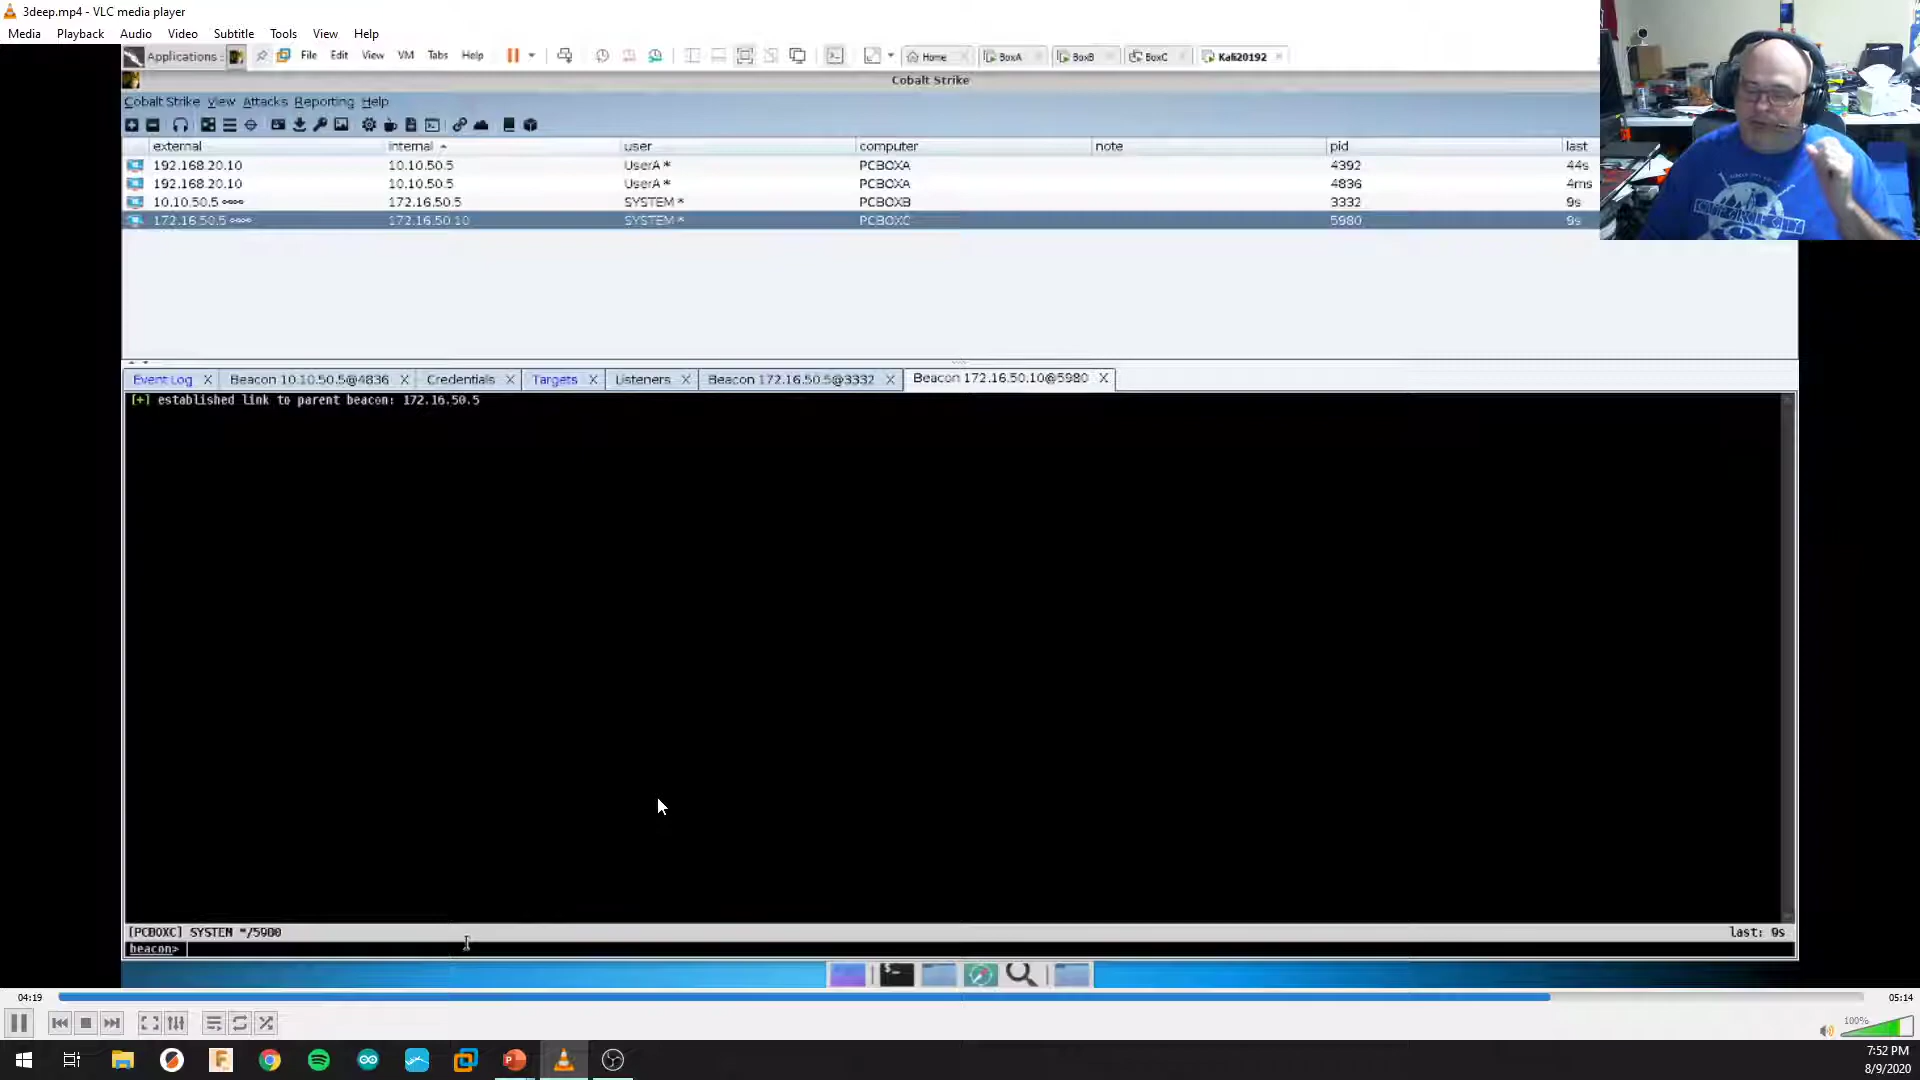 3deep.mp4 - VLC media player
Media Playback Audio Video Subtitle Tools View Help
Applications : File Edit View VM Tabs Help Home BoxA BoxB BoxC Kali20192
Cobalt Strike
Cobalt Strike View Attacks Reporting Help
external internal user computer note pid last
192.168.20.10 10.10.50.5 UserA * PCBOXA 4392 44s
192.168.20.10 10.10.50.5 UserA * PCBOXA 4836 4ms
10.10.50.5 172.16.50.5 SYSTEM * PCBOXB 3332 9s
172.16.50.5 172.16.50.10 SYSTEM * PCBOXC 5980 9s
Event Log X Beacon 10.10.50.5@4836 X Credentials X Targets X Listeners X Beacon 172.16.50.5@3332 X Beacon 172.16.50.10@5980 X
[+] established link to parent beacon: 172.16.50.5
[PCBOXC] SYSTEM */5980 last: 9s
beacon>
04:19 05:14
100%
7:52 PM
8/9/2020